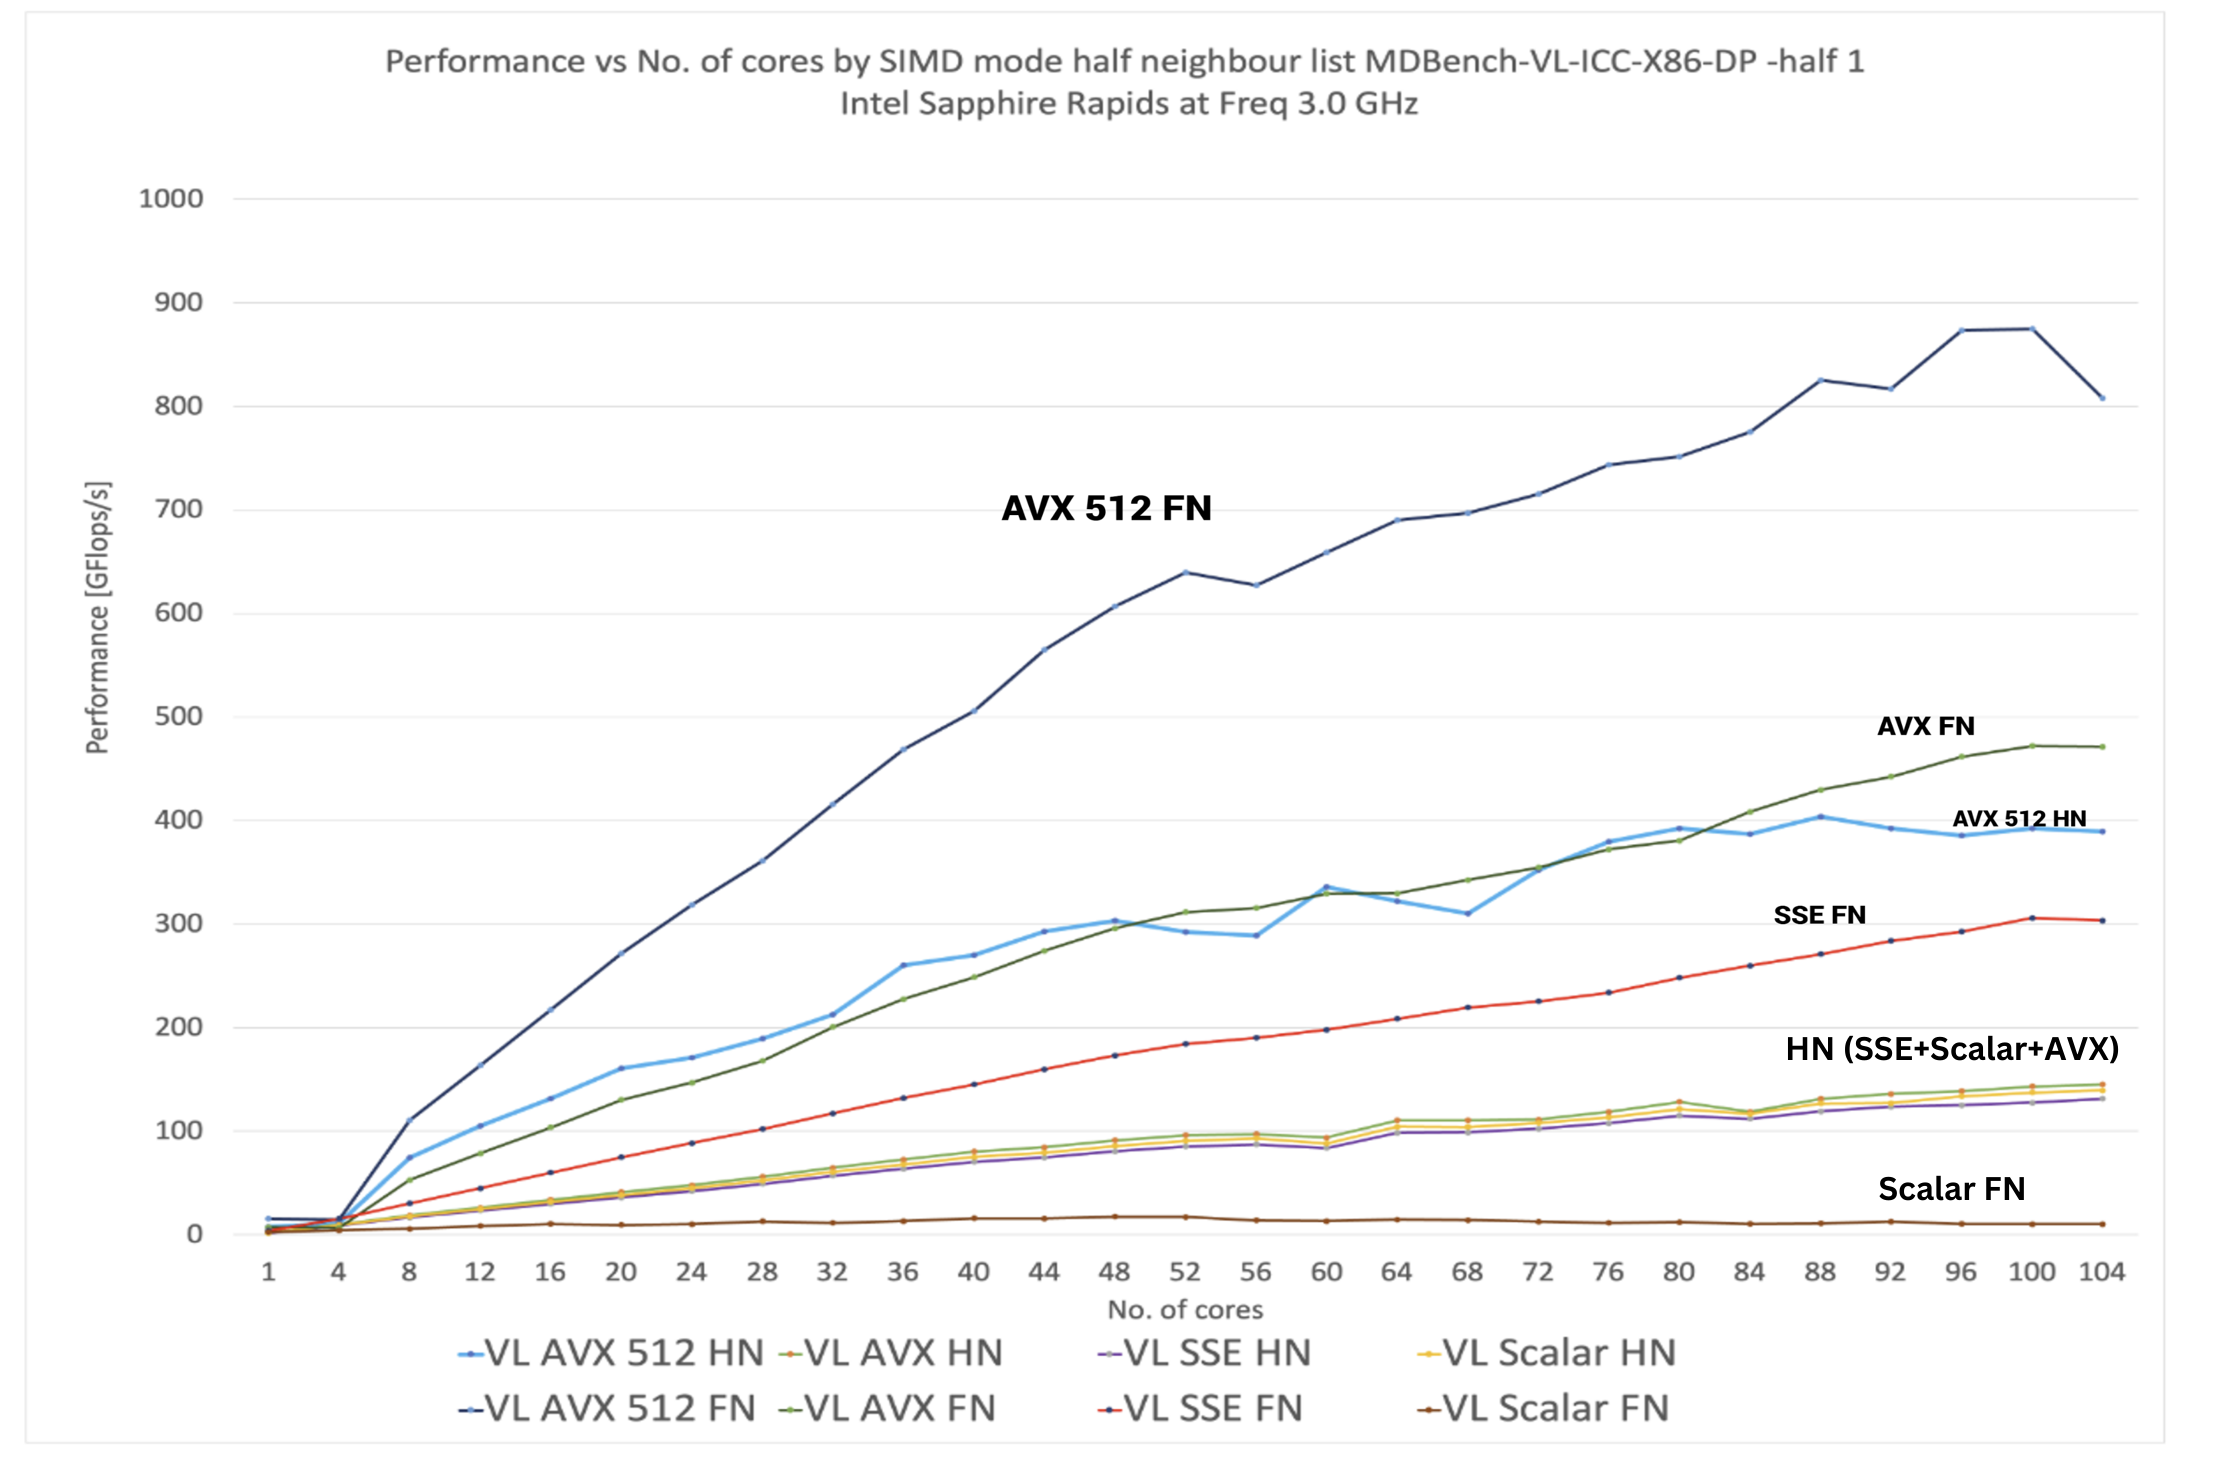 Performance vs No. of cores by SIMD mode half neighbour list MDBench-VL-ICC-X86-DP -half 1
Intel Sapphire Rapids at Freq 3.0 GHz
Performance [GFlops/s]
1000
900
800
700
600
500
400
300
200
100
0
AVX 512 FN
AVX FN
AVX 512 HN
SSE FN
HN (SSE+Scalar+AVX)
Scalar FN
1 4 8 12 16 20 24 28 32 36 40 44 48 52 56 60 64 68 72 76 80 84 88 92 96 100 104
No. of cores
VL AVX 512 HN VL AVX HN VL SSE HN VL Scalar HN
VL AVX 512 FN VL AVX FN VL SSE FN VL Scalar FN